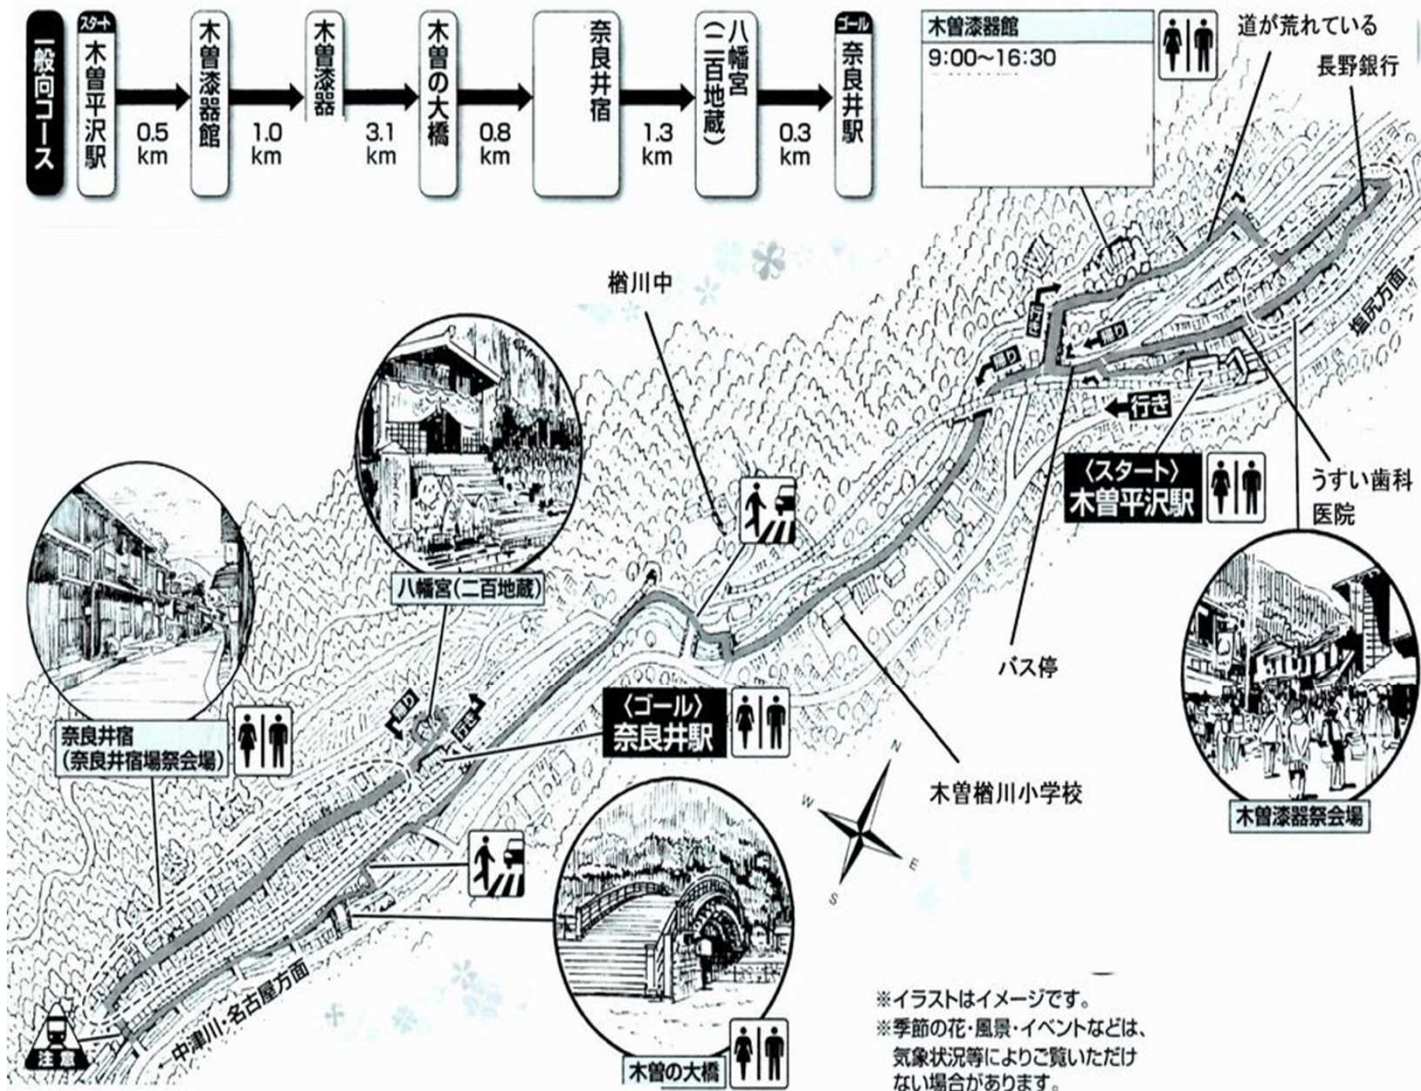 一般向コース
スタート
木曽平沢駅
0.5
km
木曽漆器館
1.0
km
木曽漆器
3.1
km
木曽の大橋
0.8
km
奈良井宿
1.3
km
八幡宮
(二百地蔵)
0.3
km
ゴール
奈良井駅
木曽漆器館
9:00~16:30
道が荒れている
長野銀行
楢川中
塩尻方面
行き
帰り
帰り
行き
〈スタート〉
木曽平沢駅
うすい歯科
医院
八幡宮(二百地蔵)
バス停
〈ゴール〉
奈良井駅
帰り
行き
奈良井宿
(奈良井宿場祭会場)
木曽楢川小学校
木曽漆器祭会場
N
W
E
S
中津川・名古屋方面
注意
木曽の大橋
※イラストはイメージです。
※季節の花・風景・イベントなどは、
気象状況等によりご覧いただけ
ない場合があります。